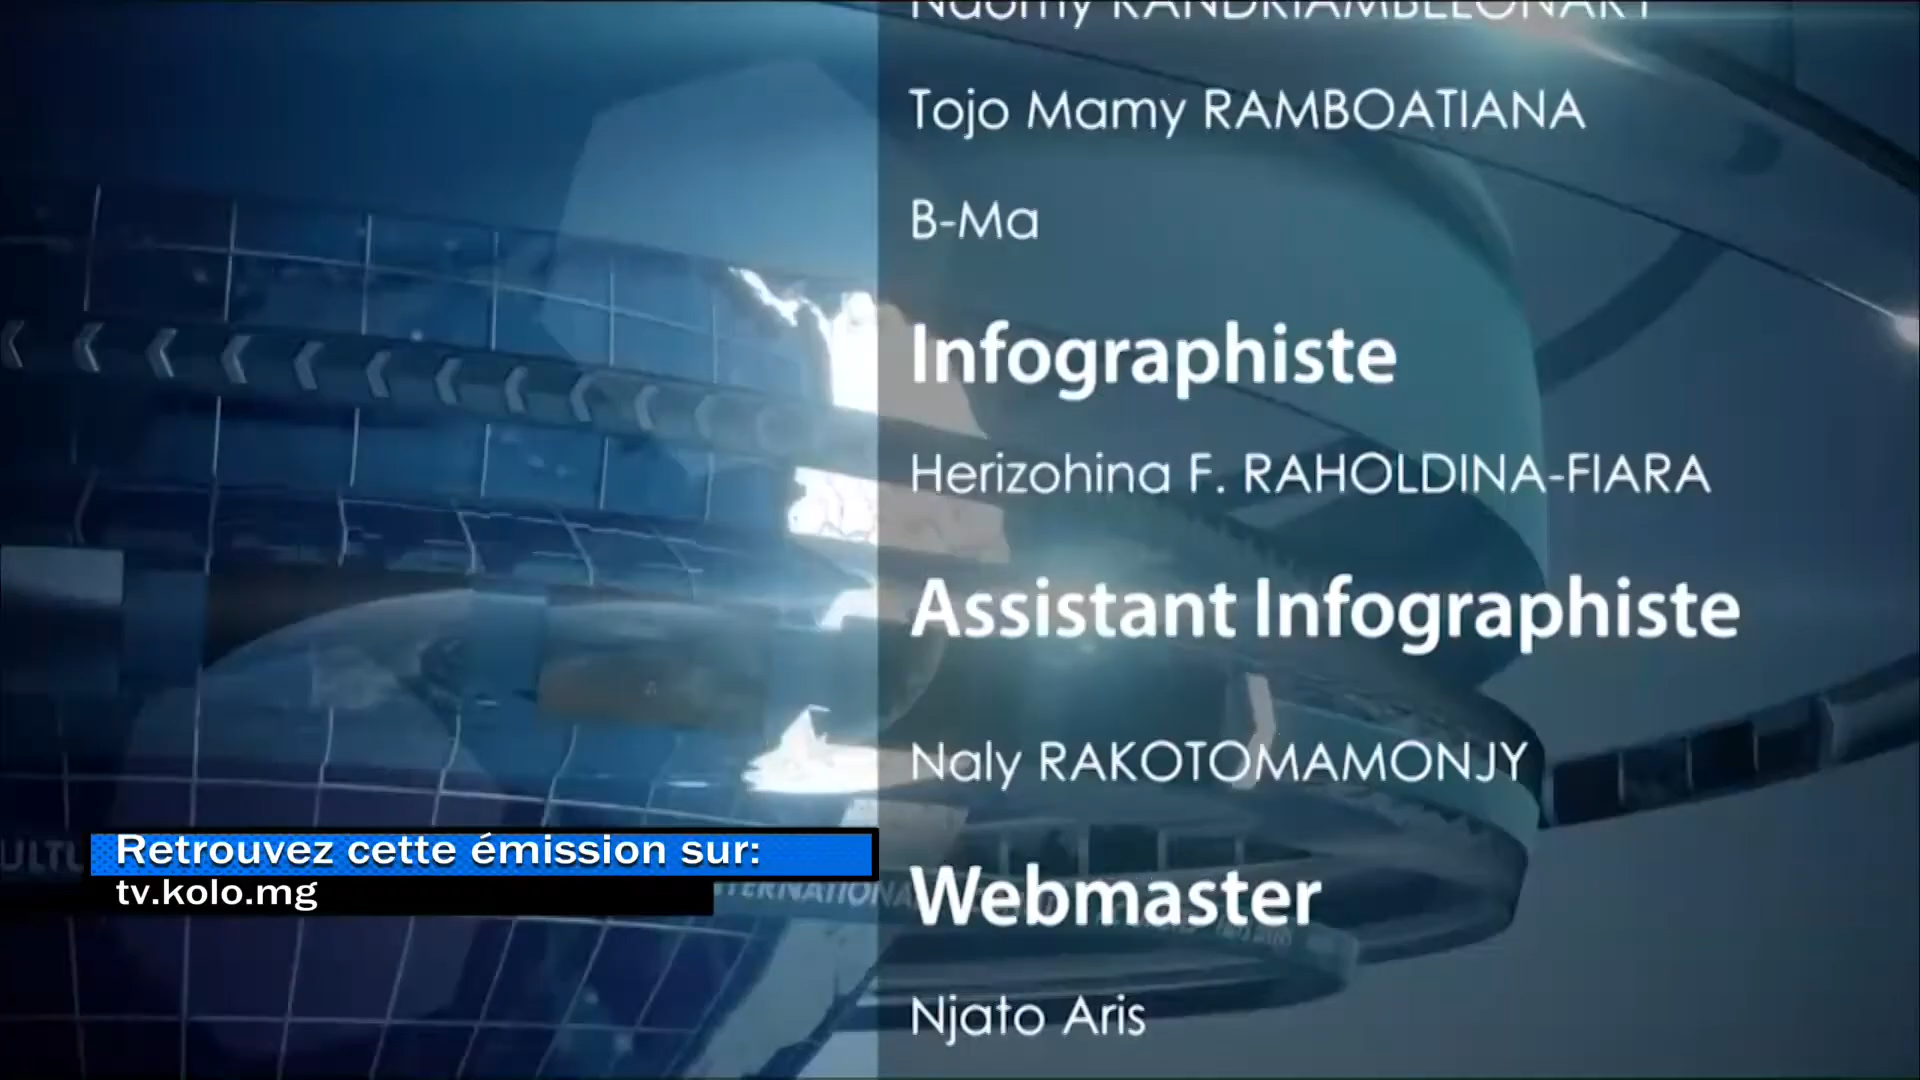 Tojo Mamy RAMBOATIANA
B-Ma
Infographiste
Herizohina F. RAHOLDINA-FIARA
Assistant Infographiste
Naly RAKOTOMAMONJY
Webmaster
Njato Aris
Retrouvez cette émission sur:
tv.kolo.mg